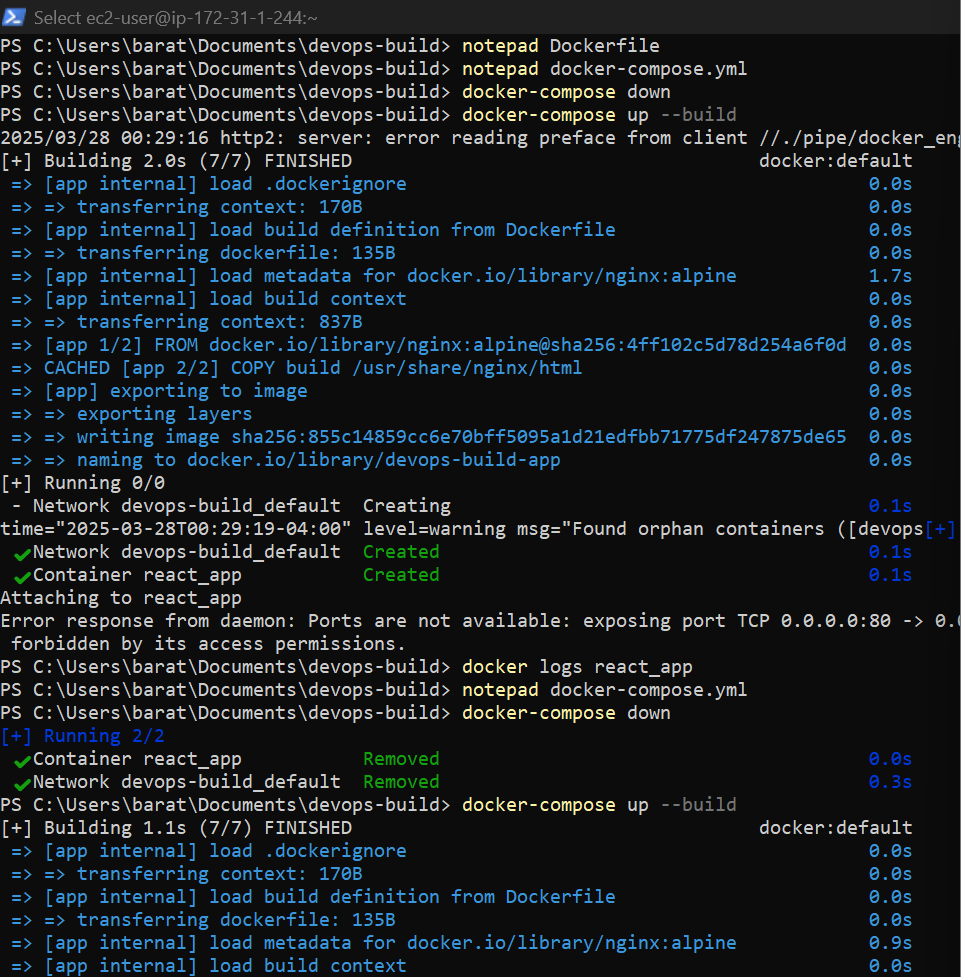 Select ec2-user@ip-172-31-1-244:~
PS C:\Users\barat\Documents\devops-build> notepad Dockerfile
PS C:\Users\barat\Documents\devops-build> notepad docker-compose.yml
PS C:\Users\barat\Documents\devops-build> docker-compose down
PS C:\Users\barat\Documents\devops-build> docker-compose up --build
2025/03/28 00:29:16 http2: server: error reading preface from client //./pipe/docker_eng
[+] Building 2.0s (7/7) FINISHED docker:default
=> [app internal] load .dockerignore 0.0s
=> => transferring context: 170B 0.0s
=> [app internal] load build definition from Dockerfile 0.0s
=> => transferring dockerfile: 135B 0.0s
=> [app internal] load metadata for docker.io/library/nginx:alpine 1.7s
=> [app internal] load build context 0.0s
=> => transferring context: 837B 0.0s
=> [app 1/2] FROM docker.io/library/nginx:alpine@sha256:4ff102c5d78d254a6f0d 0.0s
=> CACHED [app 2/2] COPY build /usr/share/nginx/html 0.0s
=> [app] exporting to image 0.0s
=> => exporting layers 0.0s
=> => writing image sha256:855c14859cc6e70bff5095a1d21edfbb71775df247875de65 0.0s
=> => naming to docker.io/library/devops-build-app 0.0s
[+] Running 0/0
- Network devops-build_default Creating 0.1s
time="2025-03-28T00:29:19-04:00" level=warning msg="Found orphan containers ([devops[+]
✔Network devops-build_default Created 0.1s
✔Container react_app Created 0.1s
Attaching to react_app
Error response from daemon: Ports are not available: exposing port TCP 0.0.0.0:80 -> 0.
forbidden by its access permissions.
PS C:\Users\barat\Documents\devops-build> docker logs react_app
PS C:\Users\barat\Documents\devops-build> notepad docker-compose.yml
PS C:\Users\barat\Documents\devops-build> docker-compose down
[+] Running 2/2
✔Container react_app Removed 0.0s
✔Network devops-build_default Removed 0.3s
PS C:\Users\barat\Documents\devops-build> docker-compose up --build
[+] Building 1.1s (7/7) FINISHED docker:default
=> [app internal] load .dockerignore 0.0s
=> => transferring context: 170B 0.0s
=> [app internal] load build definition from Dockerfile 0.0s
=> => transferring dockerfile: 135B 0.0s
=> [app internal] load metadata for docker.io/library/nginx:alpine 0.9s
=> [app internal] load build context 0.0s